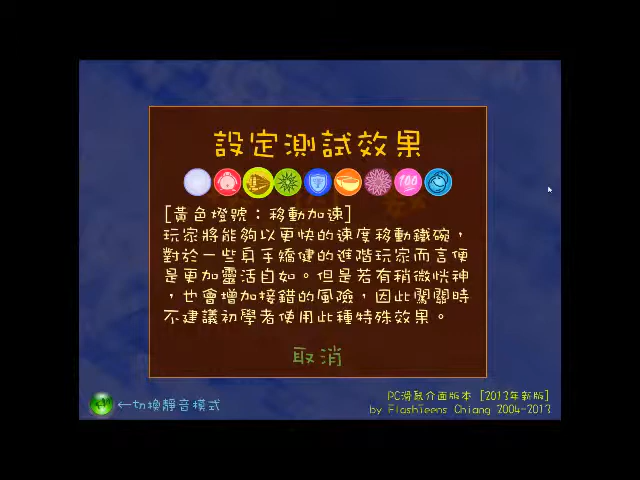 設定測試效果
100
[黃色燈號：移動加速]
玩家將能夠以更快的速度移動鐵碗，
對於一些身手矯健的進階玩家而言便
是更加靈活自如。但是若有稍微恍神
，也會增加接錯的風險，因此闖關時
不建議初學者使用此種特殊效果。
取消
←切換靜音模式
PC滑鼠介面版本 [2013年新版]
by FlashTeens Chiang 2004-2013